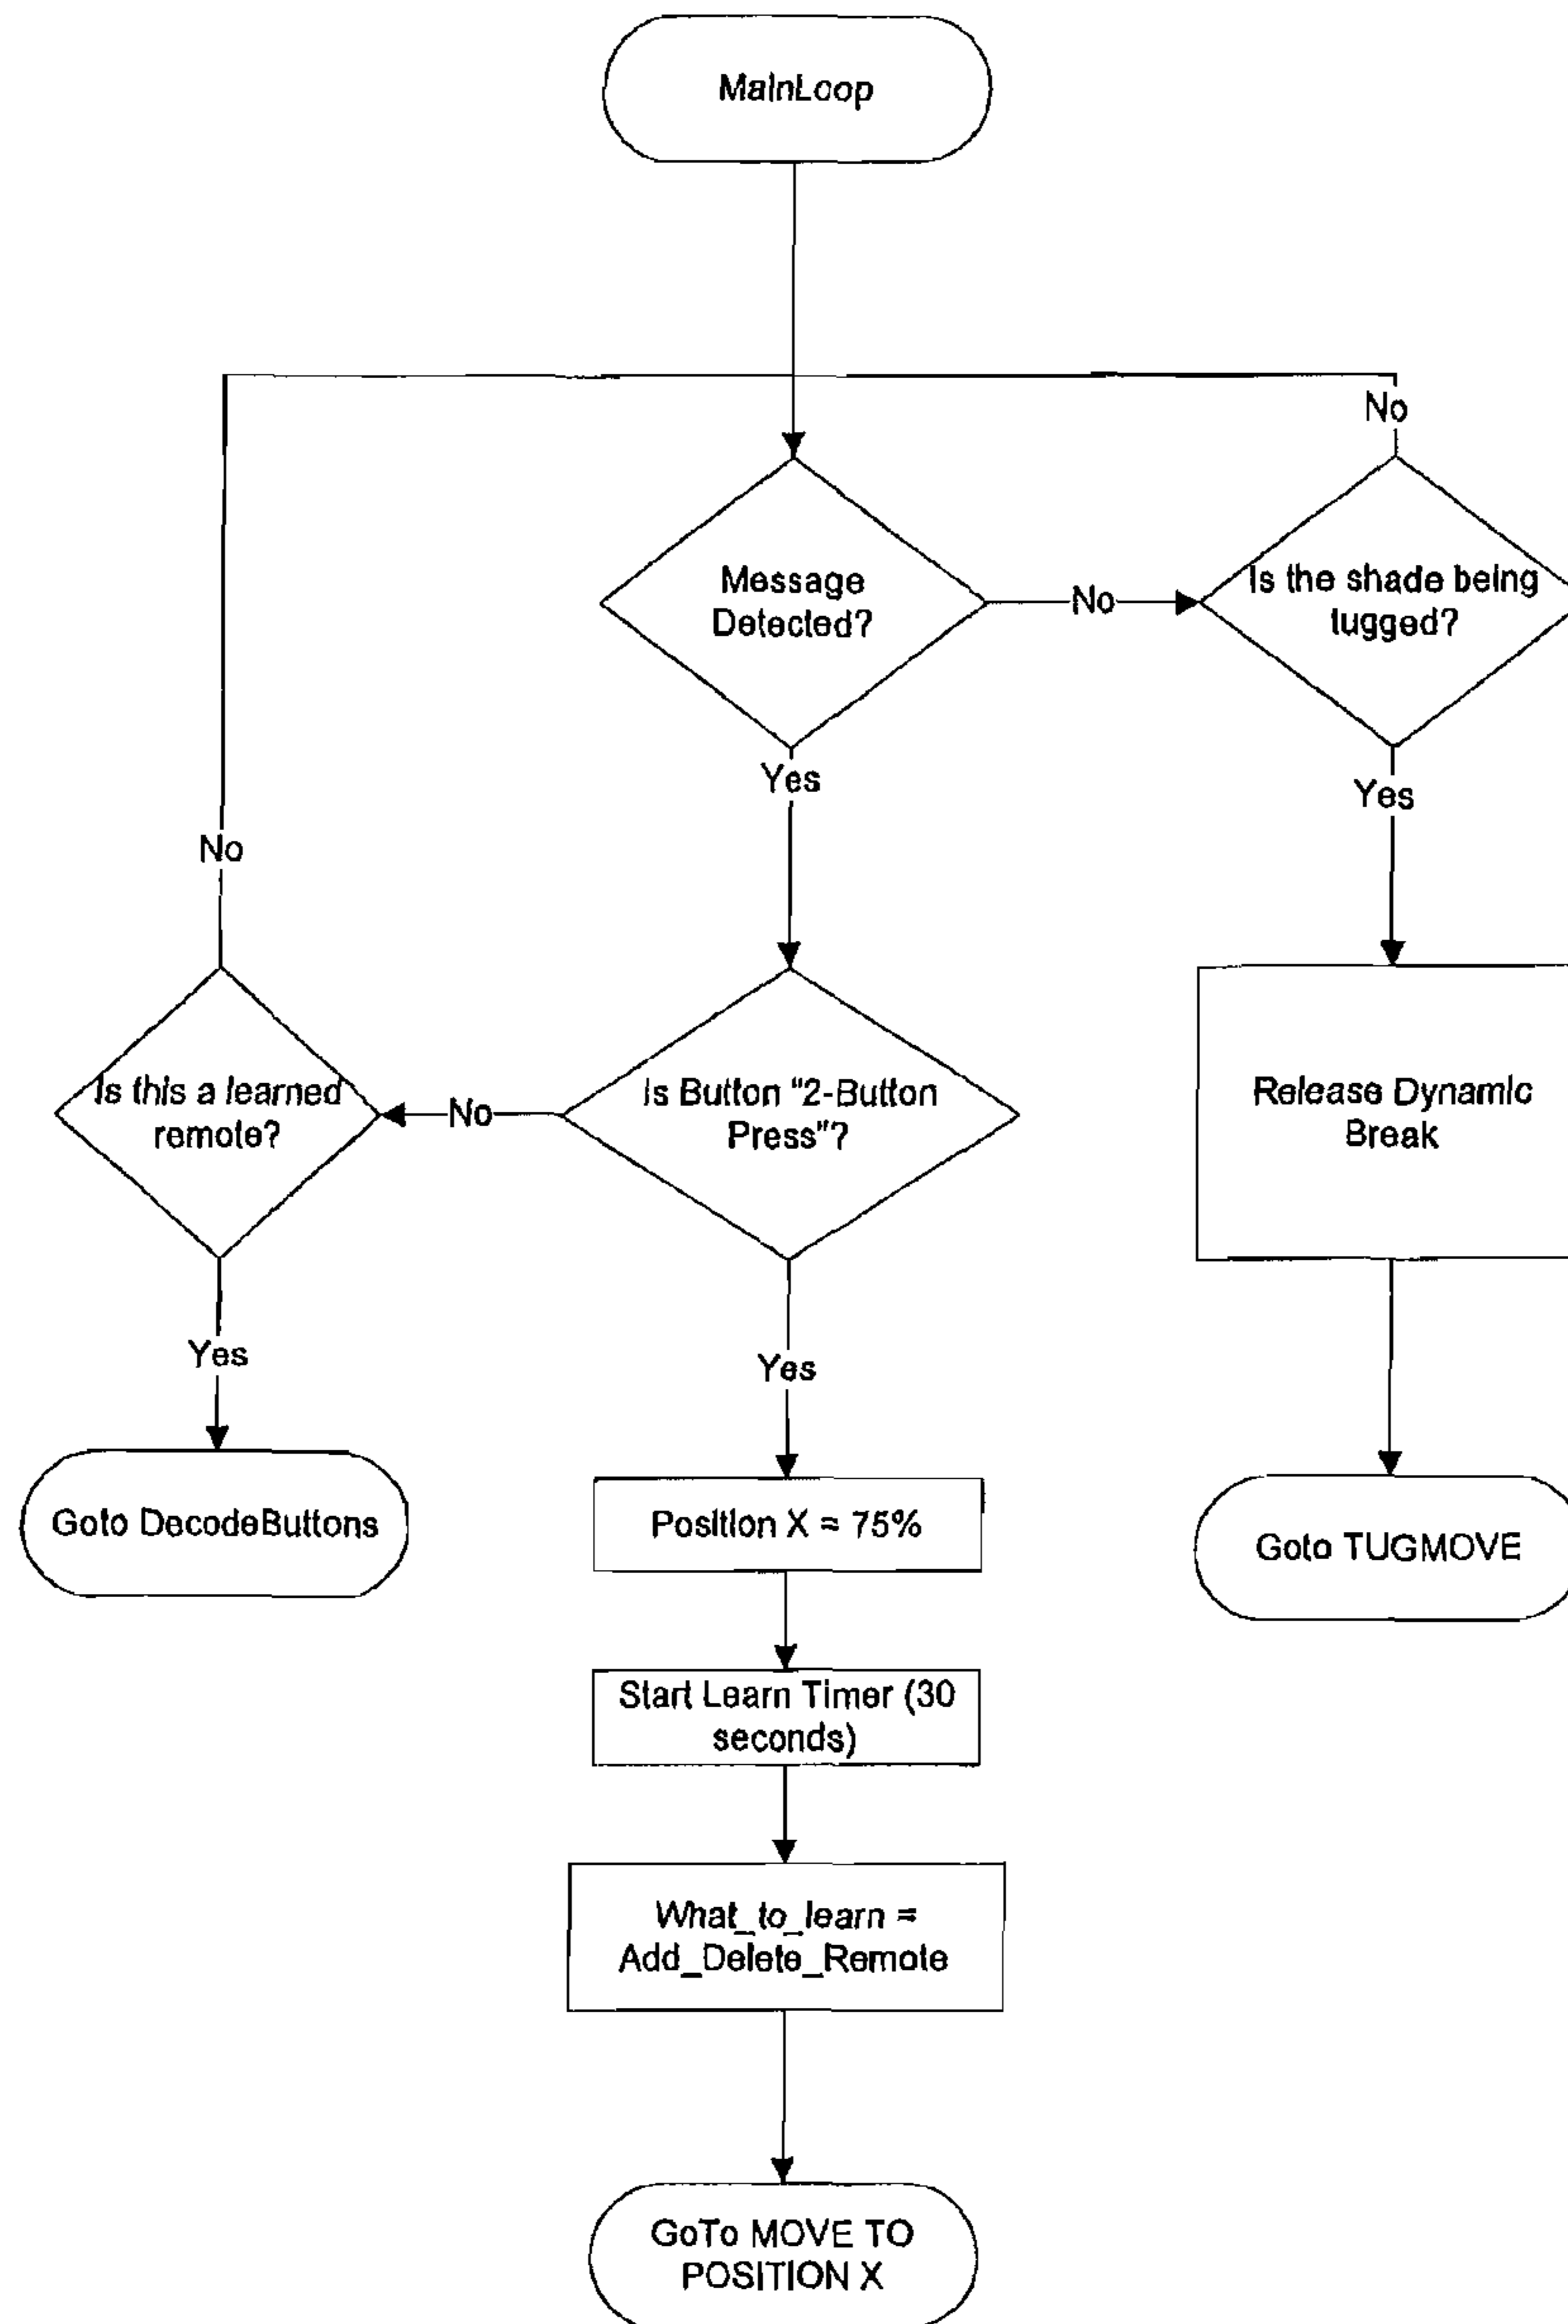 MainLoop
No
Message
Detected?
No
Is the shade being
tugged?
Yes
Yes
No
Is this a learned
remote?
No
Is Button "2-Button
Press"?
Release Dynamic
Break
Yes
Yes
Goto DecodeButtons
Position X = 75%
Goto TUGMOVE
Start Learn Timer (30
seconds)
What_to_learn =
Add_Delete_Remote
GoTo MOVE TO
POSITION X